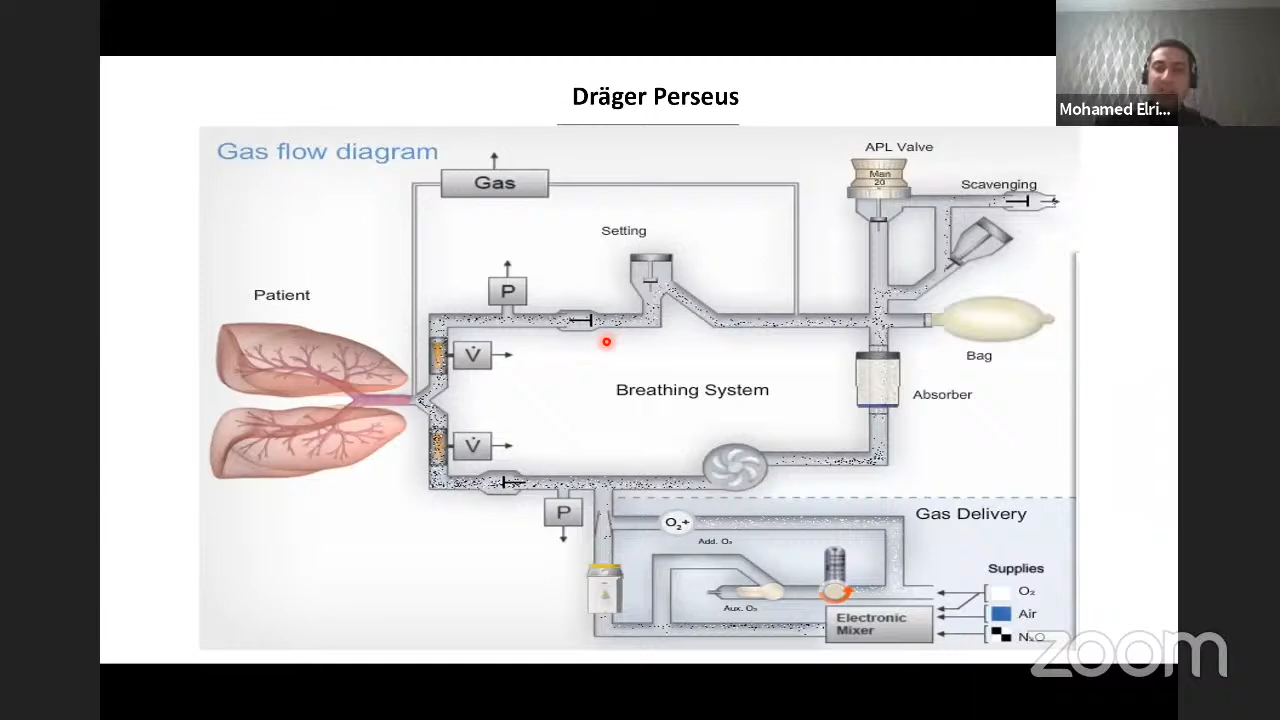 Dräger Perseus
Mohamed Elri...
Gas flow diagram
APL Valve
Gas
Man
20
Scavenging
Setting
Patient
P
V̇
Bag
Breathing System
Absorber
V̇
P
O₂+
Gas Delivery
Add. O₂
Supplies
O₂
Aux. O₂
Electronic
Mixer
Air
N₂O
zoom